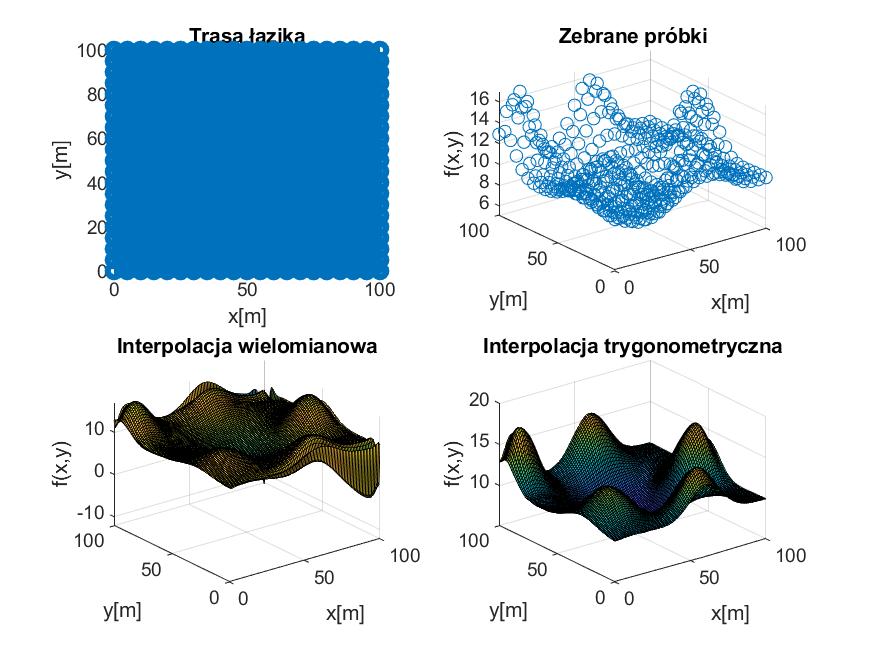 Trasa łazika
100
80
60
40
20
0
y[m]
0
50
100
x[m]
Zebrane próbki
16
14
12
10
8
6
f(x,y)
100
50
0
y[m]
0
50
100
x[m]
Interpolacja wielomianowa
10
0
-10
f(x,y)
100
50
0
y[m]
0
50
100
x[m]
Interpolacja trygonometryczna
20
15
10
f(x,y)
100
50
0
y[m]
0
50
100
x[m]